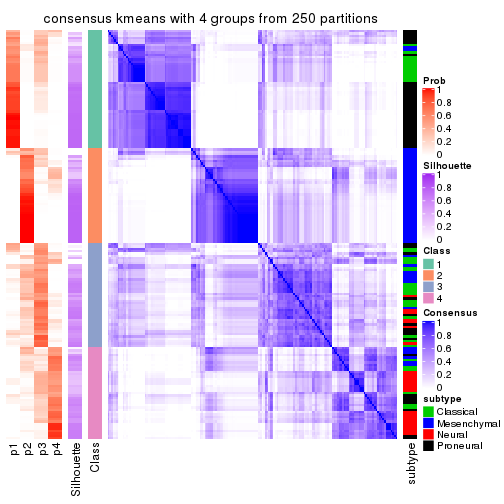 consensus kmeans with 4 groups from 250 partitions
Prob
1
0.8
0.6
0.4
0.2
0
Silhouette
1
0.8
0.6
0.4
0.2
0
Class
1
2
3
4
Consensus
1
0.8
0.6
0.4
0.2
0
subtype
Classical
Mesenchymal
Neural
Proneural
p1
p2
p3
p4
Silhouette
Class
subtype